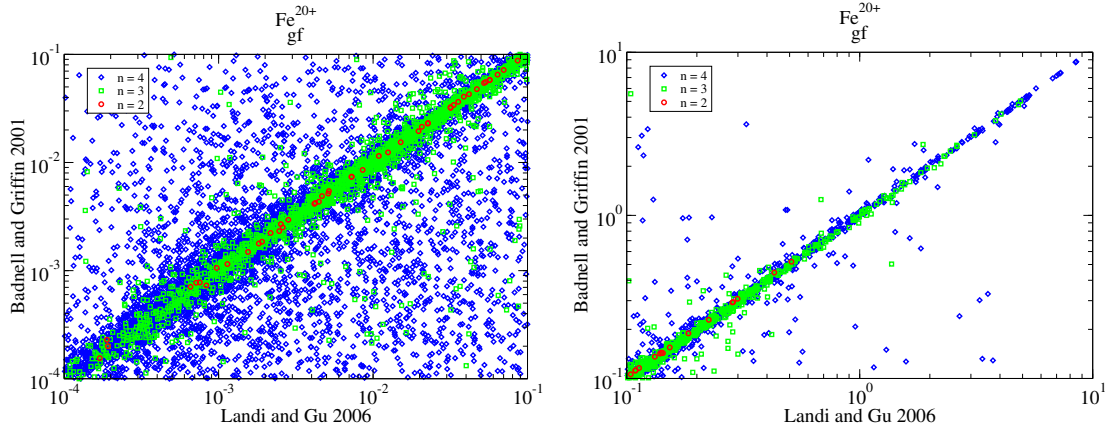 Fe20+
gf
10-1
10-2
10-3
10-4
10-4
10-3
10-2
10-1
n = 4
n = 3
n = 2
Badnell and Griffin 2001
Landi and Gu 2006
Fe20+
gf
101
100
10-1
10-1
100
101
n = 4
n = 3
n = 2
Badnell and Griffin 2001
Landi and Gu 2006